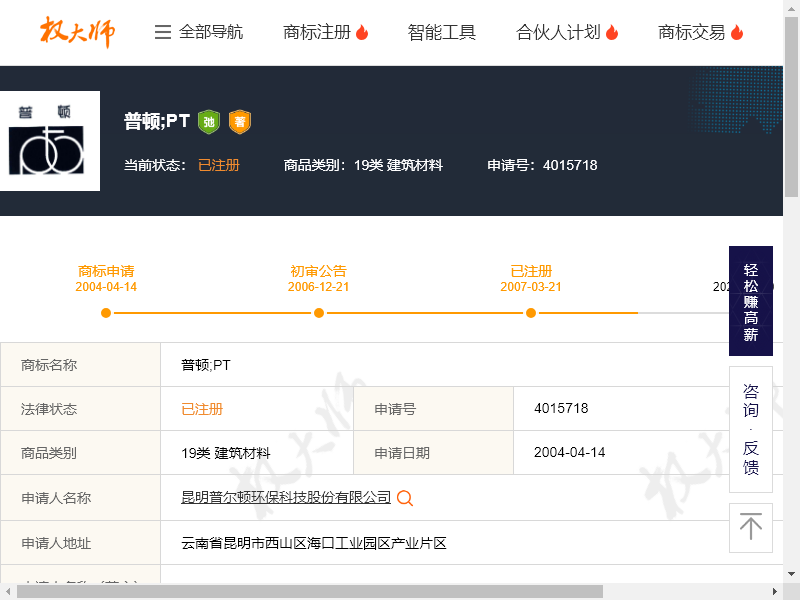 权大师 全部导航 商标注册 智能工具 合伙人计划 商标交易
普 顿
普顿;PT 驰 著
当前状态： 已注册 商品类别：19类 建筑材料 申请号：4015718
商标申请 初审公告 已注册
2004-04-14 2006-12-21 2007-03-21
轻松赚高薪
商标名称 普顿;PT
法律状态 已注册 申请号 4015718
商品类别 19类 建筑材料 申请日期 2004-04-14
咨询·反馈
申请人名称 昆明普尔顿环保科技股份有限公司
申请人地址 云南省昆明市西山区海口工业园区产业片区
权大师